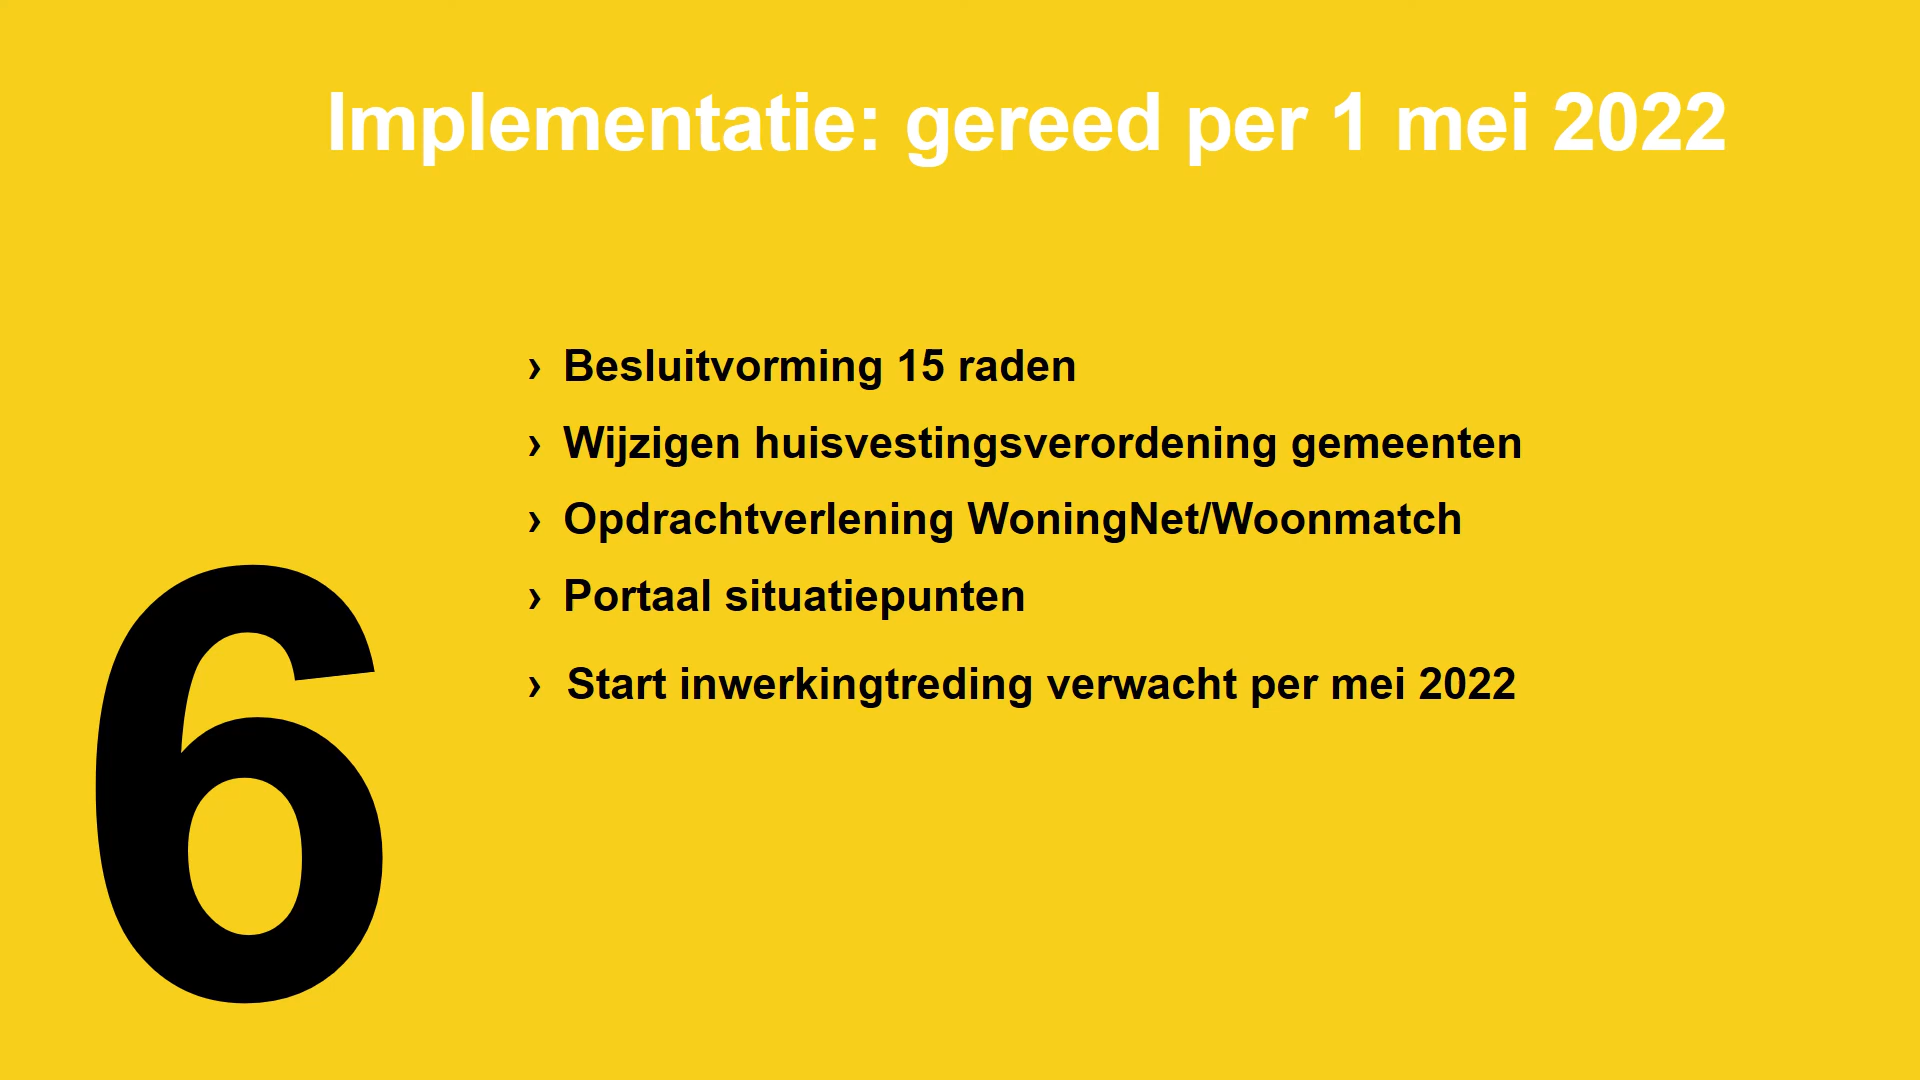 Implementatie: gereed per 1 mei 2022
› Besluitvorming 15 raden
› Wijzigen huisvestingsverordening gemeenten
› Opdrachtverlening WoningNet/Woonmatch
› Portaal situatiepunten
› Start inwerkingtreding verwacht per mei 2022
6